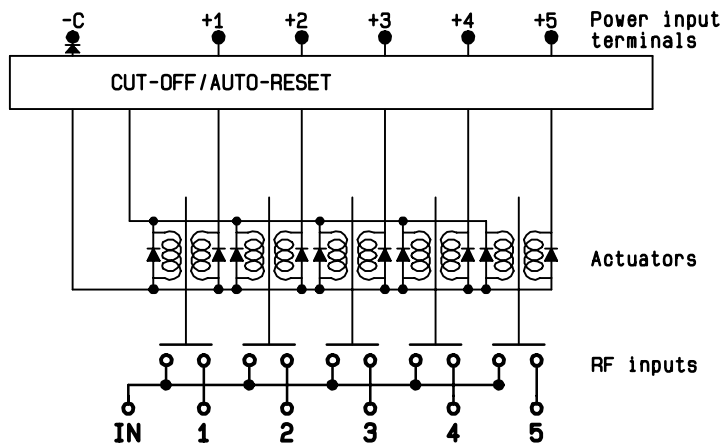 -C +1 +2 +3 +4 +5 Power input
terminals
CUT-OFF/AUTO-RESET
Actuators
RF inputs
IN 1 2 3 4 5